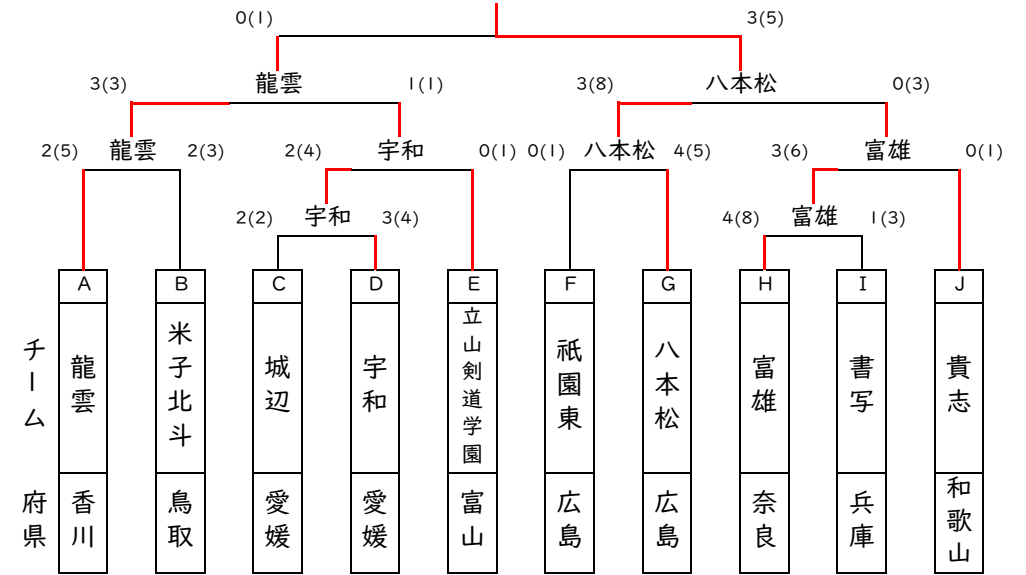 0(1) 3(5)
3(3) 龍雲 1(1) 3(8) 八本松 0(3)
2(5) 龍雲 2(3) 2(4) 宇和 0(1) 0(1) 八本松 4(5) 3(6) 富雄 0(1)
2(2) 宇和 3(4) 4(8) 富雄 1(3)
A B C D E F G H I J
チーム
龍雲
米子北斗
城辺
宇和
立山剣道学園
祇園東
八本松
富雄
書写
貴志
府県
香川
鳥取
愛媛
愛媛
富山
広島
広島
奈良
兵庫
和歌山